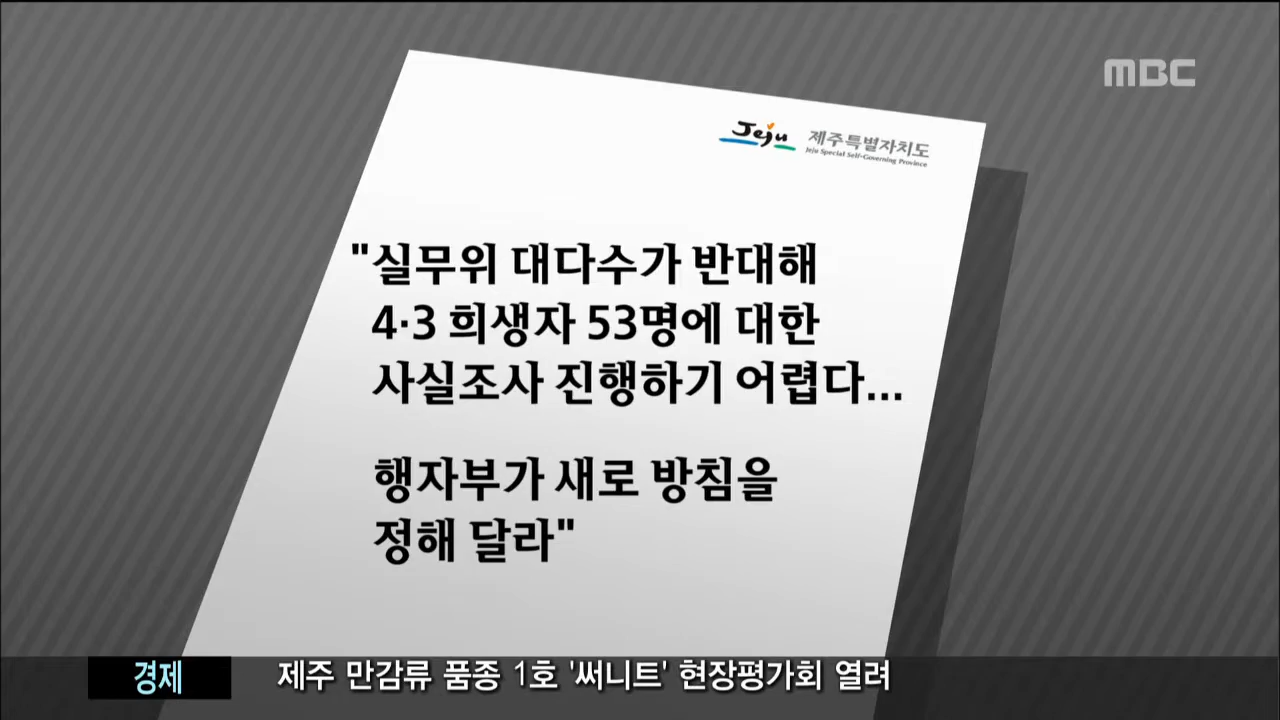 MBC
Jeju 제주특별자치도
Jeju Special Self-Governing Province
"실무위 대다수가 반대해
4·3 희생자 53명에 대한
사실조사 진행하기 어렵다...
행자부가 새로 방침을
정해 달라"
경제 제주 만감류 품종 1호 '써니트' 현장평가회 열려